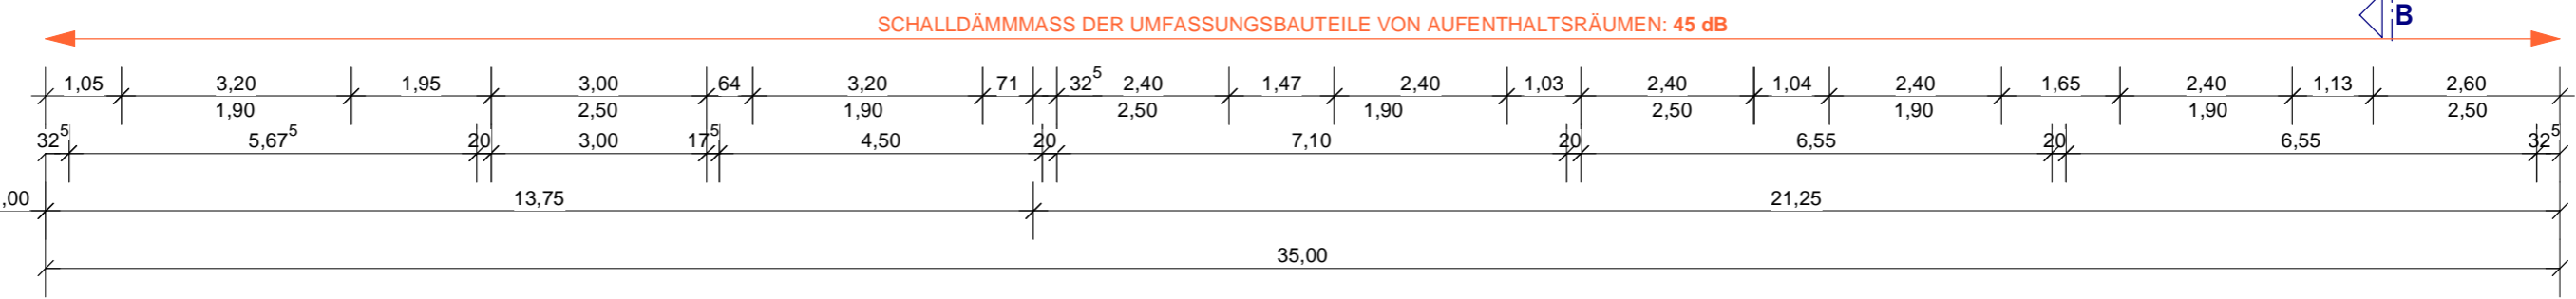 SCHALLDÄMMMASS DER UMFASSUNGSBAUTEILE VON AUFENTHALTSRÄUMEN: 45 dB
B
1,05 3,20 1,95 3,00 64 3,20 71 32⁵ 2,40 1,47 2,40 1,03 2,40 1,04 2,40 1,65 2,40 1,13 2,60
1,90 2,50 1,90 2,50 1,90 2,50 1,90 1,90 2,50
32⁵ 5,67⁵ 20 3,00 17⁵ 4,50 20 7,10 20 6,55 20 6,55 32⁵
,00 13,75 21,25
35,00